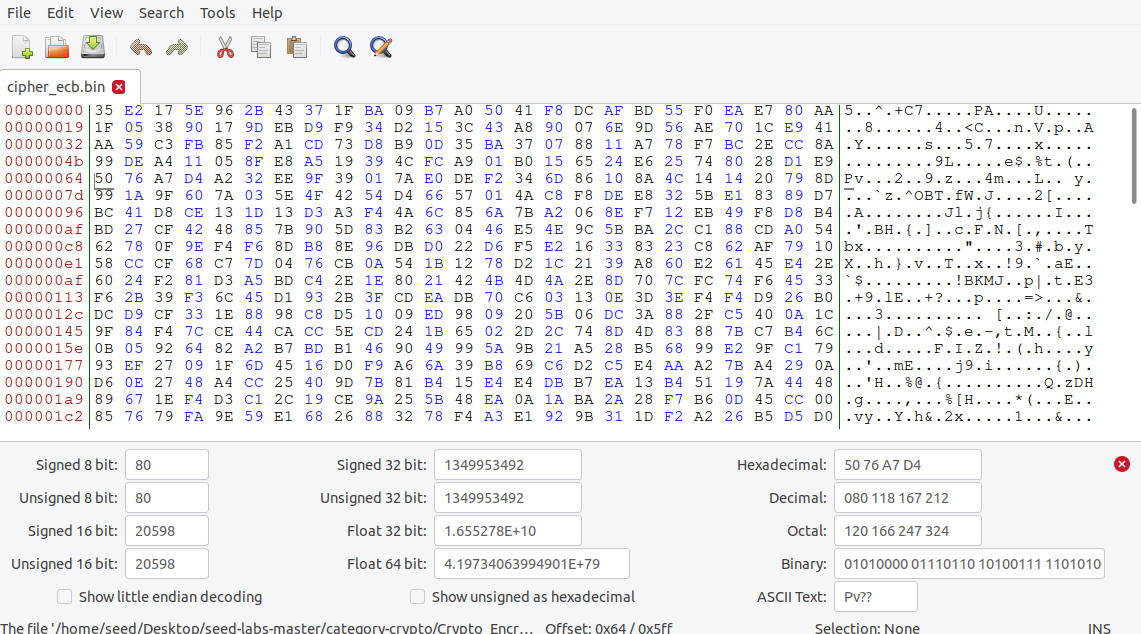 File Edit View Search Tools Help
cipher_ecb.bin
00000000 35 E2 17 5E 96 2B 43 37 1F BA 09 B7 A0 50 41 F8 DC AF BD 55 F0 EA E7 80 AA 5..^.+C7.....PA....U.....
00000019 1F 05 38 90 17 9D EB D9 F9 34 D2 15 3C 43 A8 90 07 6E 9D 56 AE 70 1C E9 41 ..8......4..<C...n.V.p..A
00000032 AA 59 C3 FB 85 F2 A1 CD 73 D8 B9 0D 35 BA 37 07 88 11 A7 78 F7 BC 2E CC 8A .Y......s...5.7....x.....
0000004b 99 DE A4 11 05 8F E8 A5 19 39 4C FC A9 01 B0 15 65 24 E6 25 74 80 28 D1 E9 .........9L.....e$.%t.(..
00000064 50 76 A7 D4 A2 32 EE 9F 39 01 7A E0 DE F2 34 6D 86 10 8A 4C 14 14 20 79 8D Pv...2..9.z...4m...L.. y.
0000007d 99 1A 9F 60 7A 03 5E 4F 42 54 D4 66 57 01 4A C8 F8 DE E8 32 5B E1 83 89 D7 ...`z.^OBT.fW.J....2[....
00000096 BC 41 D8 CE 13 1D 13 D3 A3 F4 4A 6C 85 6A 7B A2 06 8E F7 12 EB 49 F8 D8 B4 .A........Jl.j{......I...
000000af BD 27 CF 42 48 85 7B 90 5D 83 B2 63 04 46 E5 4E 9C 5B BA 2C C1 88 CD A0 54 .'.BH.{.]..c.F.N.[.,....T
000000c8 62 78 0F 9E F4 F6 8D B8 8E 96 DB D0 22 D6 F5 E2 16 33 83 23 C8 62 AF 79 10 bx.........."....3.#.b.y.
000000e1 58 CC CF 68 C7 7D 04 76 CB 0A 54 1B 12 78 D2 1C 21 39 A8 60 E2 61 45 E4 2E X..h.}.v..T..x..!9.`.aE..
000000af 60 24 F2 81 D3 A5 BD C4 2E 1E 80 21 42 4B 4D 4A 2E 8D 70 7C FC 74 F6 45 33 `$.........!BKMJ..p|.t.E3
00000113 F6 2B 39 F3 6C 45 D1 93 2B 3F CD EA DB 70 C6 03 13 0E 3D 3E F4 F4 D9 26 B0 .+9.lE..+?...p....=>...&.
0000012c DC D9 CF 33 1E 88 98 C8 D5 10 09 ED 98 09 20 5B 06 DC 3A 88 2F C5 40 0A 1C ...3.......... [..:./.@..
00000145 9F 84 F4 7C CE 44 CA CC 5E CD 24 1B 65 02 2D 2C 74 8D 4D 83 87 7B C7 B4 6C ...|.D..^.$.e.-,t.M..{..l
0000015e 0B 05 92 64 82 A2 B7 BD B1 46 90 49 99 5A 9B 21 A5 28 B5 68 99 E2 9F C1 79 ...d.....F.I.Z.!.(.h....y
00000177 93 EF 27 09 1F 6D 45 16 D0 F9 A6 6A 39 B8 69 C6 D2 C5 E4 AA A2 7B A4 29 0A ..'..mE....j9.i......{.).
00000190 D6 0E 27 48 A4 CC 25 40 9D 7B 81 B4 15 E4 E4 DB B7 EA 13 B4 51 19 7A 44 48 ..'H..%@.{..........Q.zDH
000001a9 89 67 1E F4 D3 C1 2C 19 CE 9A 25 5B 48 EA 0A 1A BA 2A 28 F7 B6 0D 45 CC 00 .g....,...%[H....*(...E..
000001c2 85 76 79 FA 9E 59 E1 68 26 88 32 78 F4 A3 E1 92 9B 31 1D F2 A2 26 B5 D5 D0 .vy..Y.h&.2x.....1...&...
Signed 8 bit: 80 Signed 32 bit: 1349953492 Hexadecimal: 50 76 A7 D4
Unsigned 8 bit: 80 Unsigned 32 bit: 1349953492 Decimal: 080 118 167 212
Signed 16 bit: 20598 Float 32 bit: 1.655278E+10 Octal: 120 166 247 324
Unsigned 16 bit: 20598 Float 64 bit: 4.19734063994901E+79 Binary: 01010000 01110110 10100111 1101010
Show little endian decoding Show unsigned as hexadecimal ASCII Text: Pv??
The file '/home/seed/Desktop/seed-labs-master/category-crypto/Crypto_Encr... Offset: 0x64 / 0x5ff Selection: None INS